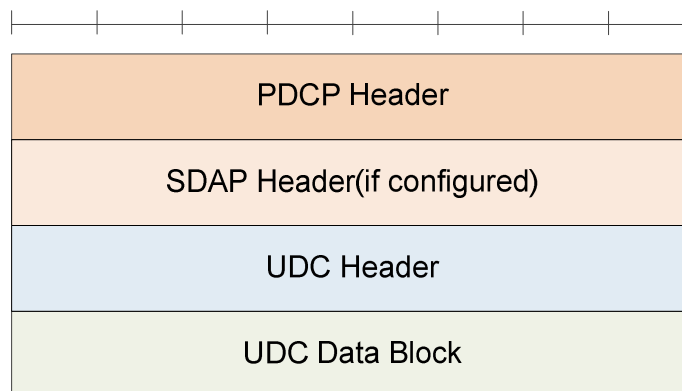 PDCP Header
SDAP Header(if configured)
UDC Header
UDC Data Block